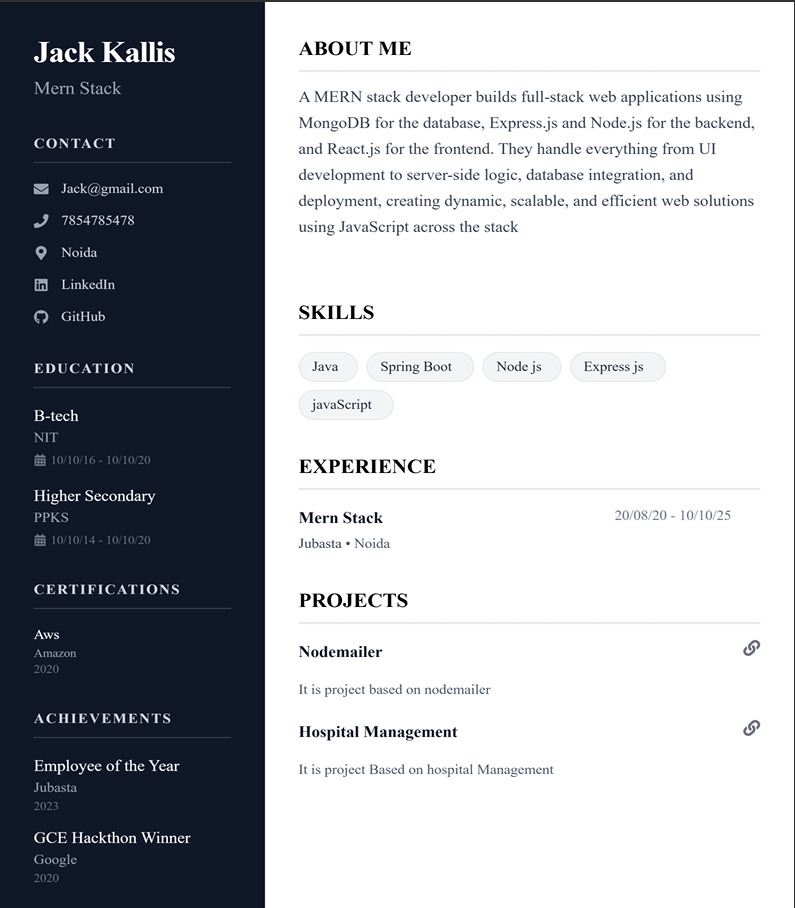 Jack Kallis
Mern Stack
CONTACT
Jack@gmail.com
7854785478
Noida
LinkedIn
GitHub
EDUCATION
B-tech
NIT
10/10/16 - 10/10/20
Higher Secondary
PPKS
10/10/14 - 10/10/20
CERTIFICATIONS
Aws
Amazon
2020
ACHIEVEMENTS
Employee of the Year
Jubasta
2023
GCE Hackthon Winner
Google
2020
ABOUT ME
A MERN stack developer builds full-stack web applications using
MongoDB for the database, Express.js and Node.js for the backend,
and React.js for the frontend. They handle everything from UI
development to server-side logic, database integration, and
deployment, creating dynamic, scalable, and efficient web solutions
using JavaScript across the stack
SKILLS
Java Spring Boot Node js Express js
javaScript
EXPERIENCE
Mern Stack 20/08/20 - 10/10/25
Jubasta • Noida
PROJECTS
Nodemailer
It is project based on nodemailer
Hospital Management
It is project Based on hospital Management